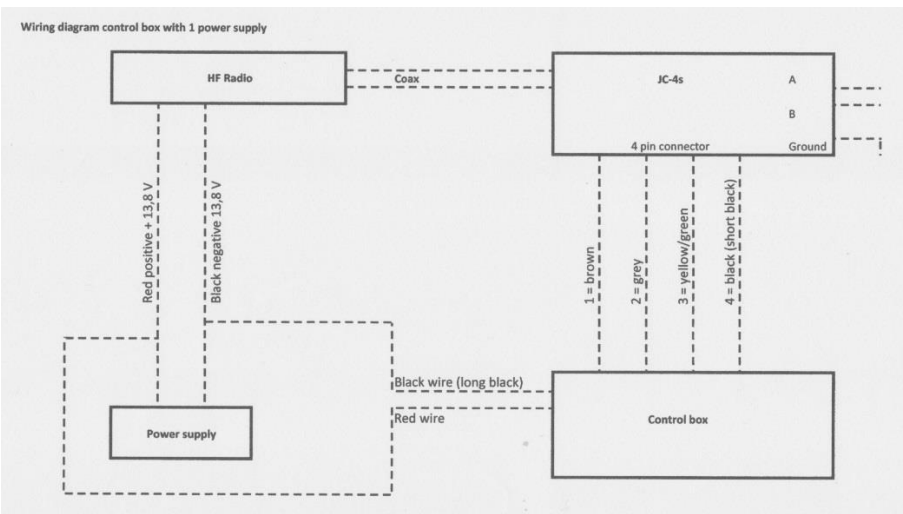 Wiring diagram control box with 1 power supply
HF Radio
Coax
JC-4s
A
B
4 pin connector
Ground
Red positive + 13,8 V
Black negative 13,8 V
1 = brown
2 = grey
3 = yellow/green
4 = black (short black)
Black wire (long black)
Red wire
Power supply
Control box